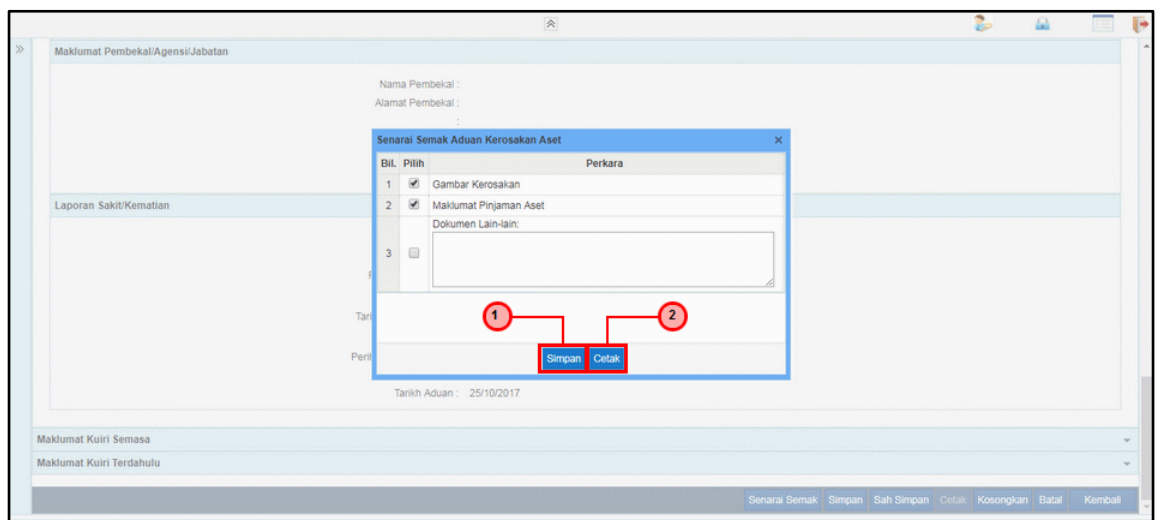 Maklumat Pembekal/Agensi/Jabatan
Nama Pembekal :
Alamat Pembekal :
:
Senarai Semak Aduan Kerosakan Aset
Bil. Pilih Perkara
1 Gambar Kerosakan
2 Maklumat Pinjaman Aset
Dokumen Lain-lain:
3
Laporan Sakit/Kematian
1 2
Simpan Cetak
Tarikh Aduan : 25/10/2017
Maklumat Kuiri Semasa
Maklumat Kuiri Terdahulu
Senarai Semak Simpan Sah Simpan Cetak Kosongkan Batal Kembali